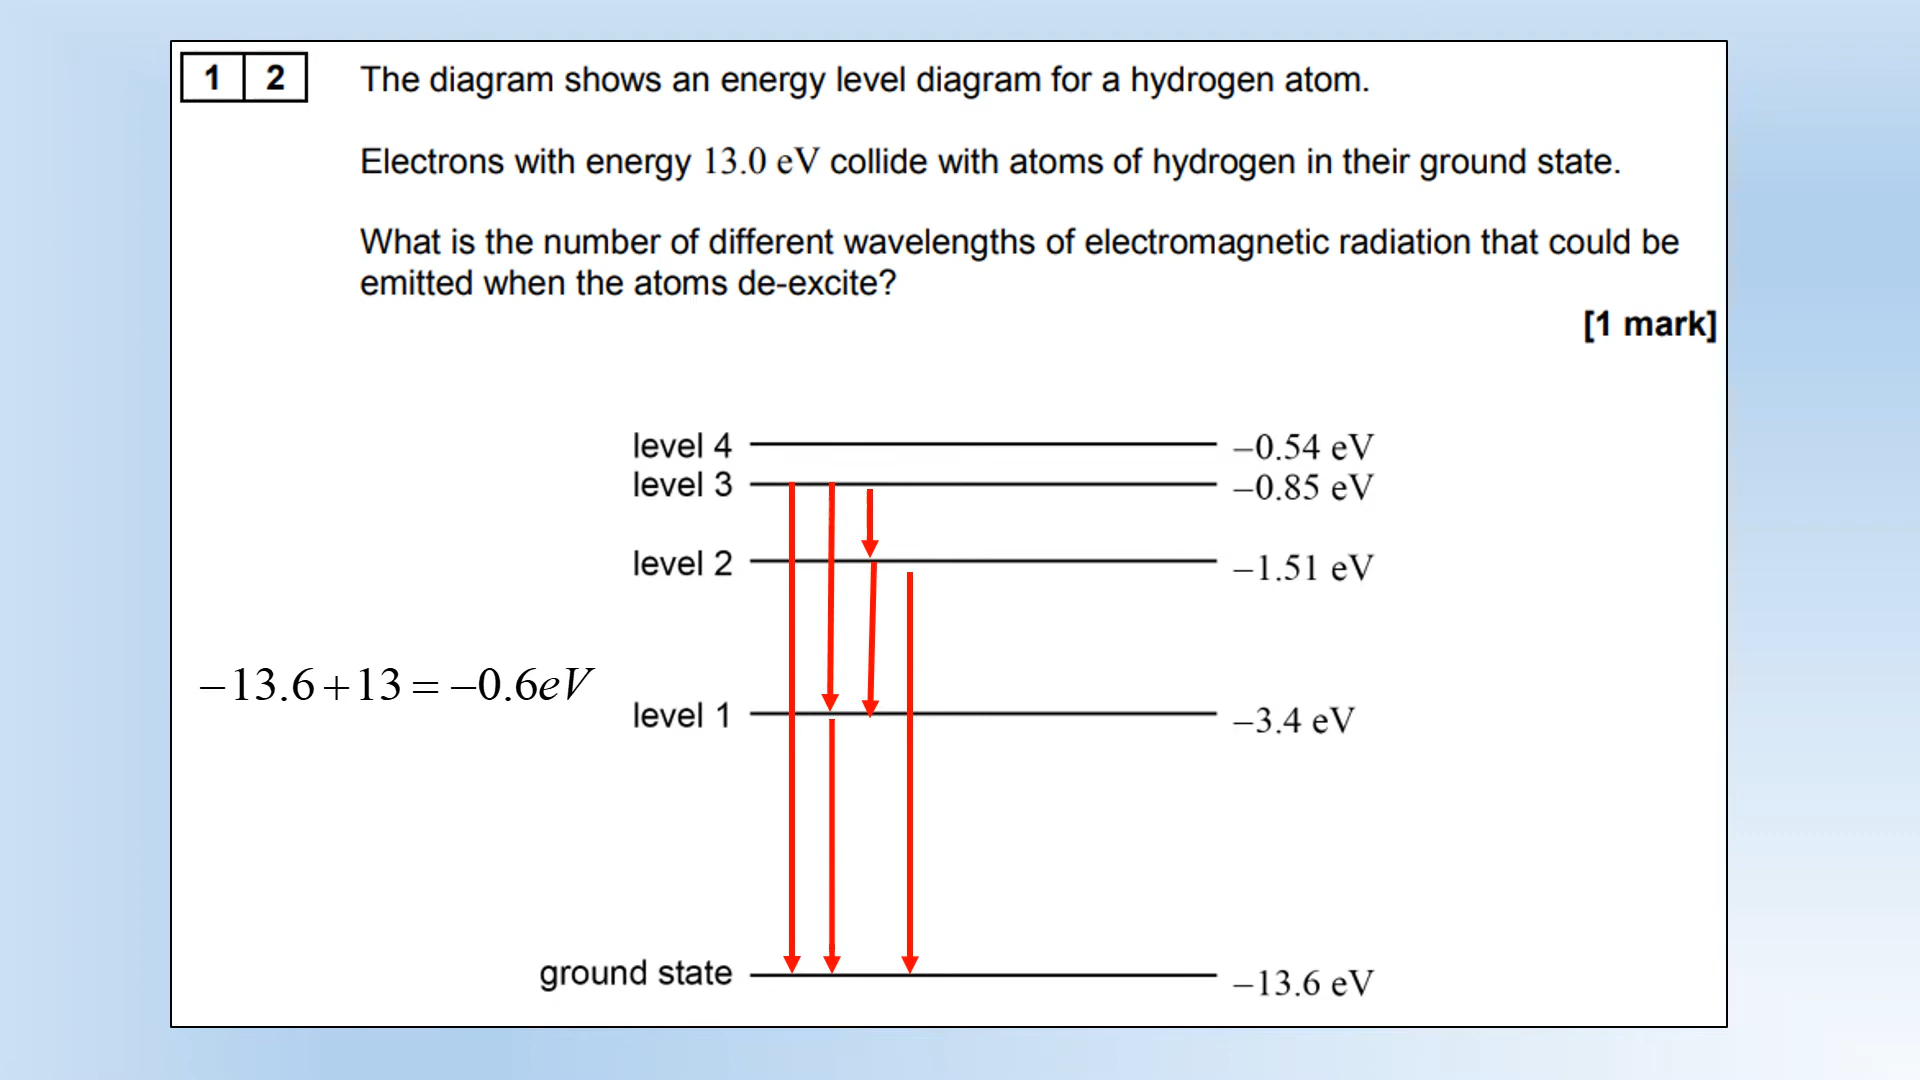 1 2 The diagram shows an energy level diagram for a hydrogen atom.
Electrons with energy 13.0 eV collide with atoms of hydrogen in their ground state.
What is the number of different wavelengths of electromagnetic radiation that could be
emitted when the atoms de-excite?
[1 mark]
level 4 –0.54 eV
level 3 –0.85 eV
level 2 –1.51 eV
−13.6+13=−0.6eV
level 1 –3.4 eV
ground state –13.6 eV